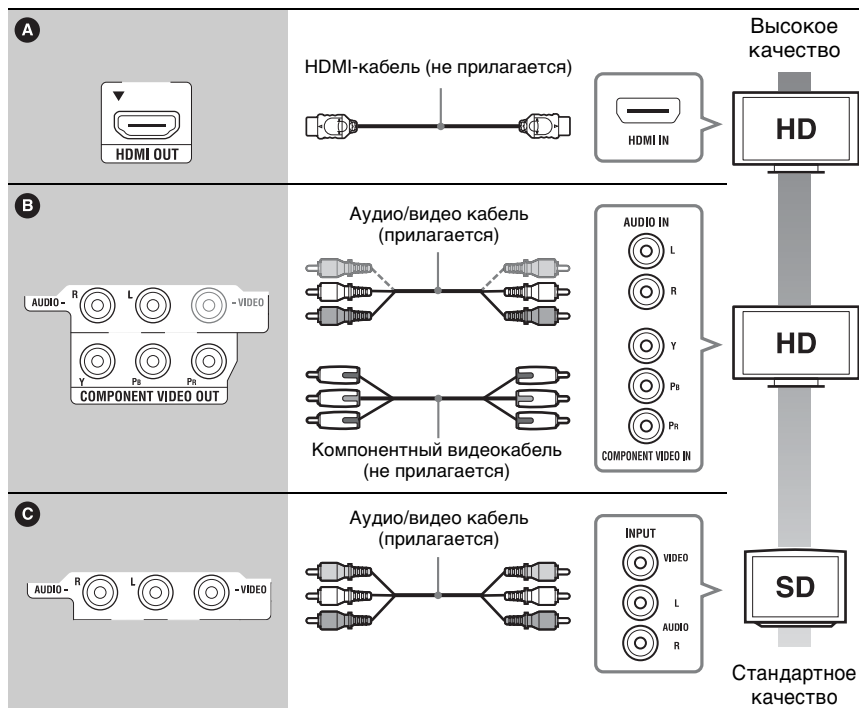 A
HDMI OUT
HDMI-кабель (не прилагается)
HDMI IN
Высокое
качество
HD
B
AUDIO - R L - VIDEO
Y PB PR
COMPONENT VIDEO OUT
Аудио/видео кабель
(прилагается)
Компонентный видеокабель
(не прилагается)
AUDIO IN
L
R
Y
PB
PR
COMPONENT VIDEO IN
HD
C
AUDIO - R L - VIDEO
Аудио/видео кабель
(прилагается)
INPUT
VIDEO
L
AUDIO
R
SD
Стандартное
качество